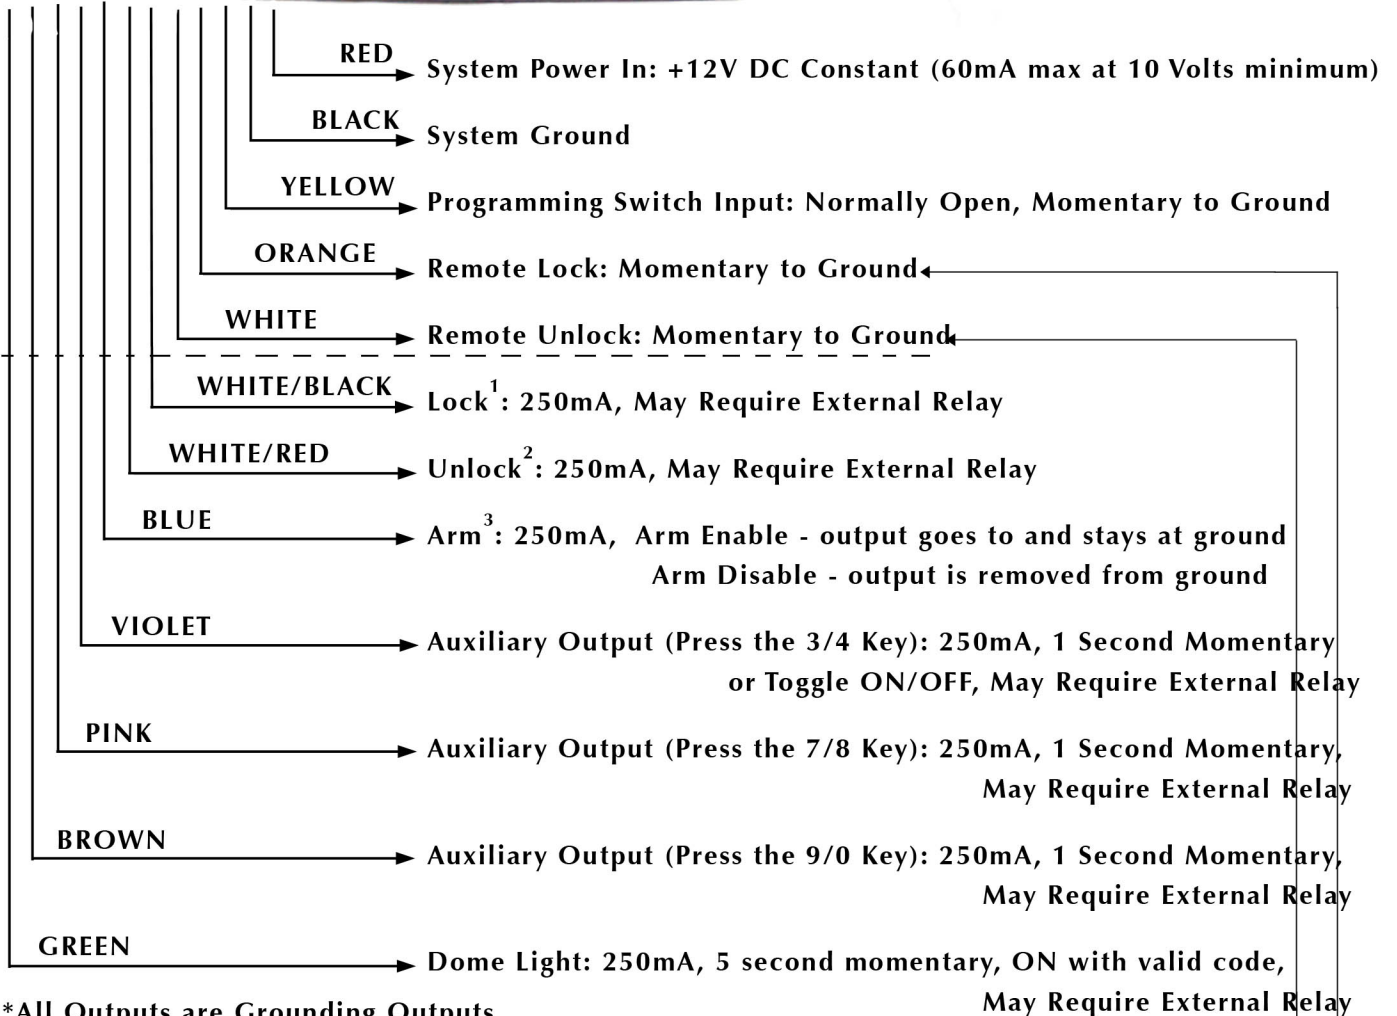 RED
System Power In: +12V DC Constant (60mA max at 10 Volts minimum)
BLACK
System Ground
YELLOW
Programming Switch Input: Normally Open, Momentary to Ground
ORANGE
Remote Lock: Momentary to Ground
WHITE
Remote Unlock: Momentary to Ground
WHITE/BLACK
Lock¹: 250mA, May Require External Relay
WHITE/RED
Unlock²: 250mA, May Require External Relay
BLUE
Arm³: 250mA, Arm Enable - output goes to and stays at ground
Arm Disable - output is removed from ground
VIOLET
Auxiliary Output (Press the 3/4 Key): 250mA, 1 Second Momentary
or Toggle ON/OFF, May Require External Relay
PINK
Auxiliary Output (Press the 7/8 Key): 250mA, 1 Second Momentary,
May Require External Relay
BROWN
Auxiliary Output (Press the 9/0 Key): 250mA, 1 Second Momentary,
May Require External Relay
GREEN
Dome Light: 250mA, 5 second momentary, ON with valid code,
May Require External Relay
*All Outputs are Grounding Outputs